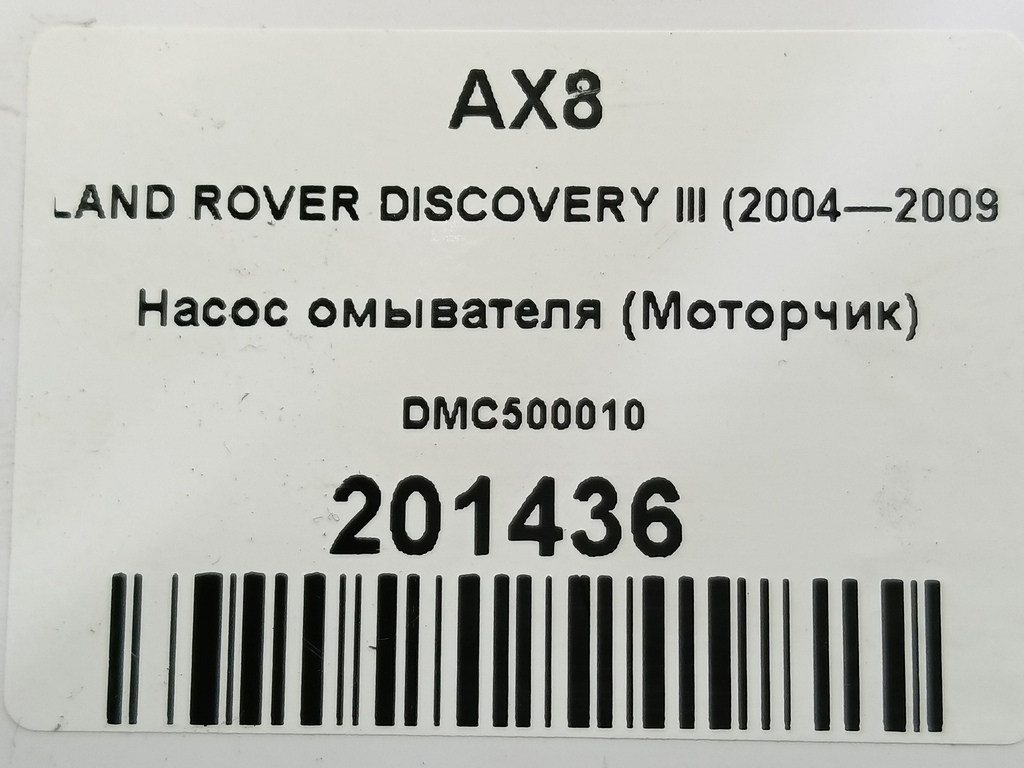 AX8
LAND ROVER DISCOVERY III (2004—2009
Насос омывателя (Моторчик)
DMC500010
201436